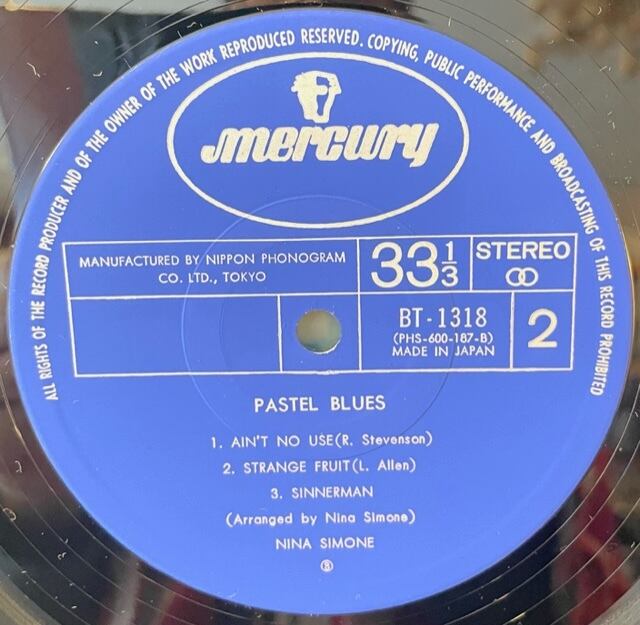 ALL RIGHTS OF THE RECORD PRODUCER AND OF THE OWNER OF THE WORK REPRODUCED RESERVED. COPYING, PUBLIC PERFORMANCE AND BROADCASTING OF THIS RECORD PROHIBITED
mercury
MANUFACTURED BY NIPPON PHONOGRAM
CO. LTD., TOKYO
33 1/3
STEREO
BT-1318
(PHS-600-187-B)
MADE IN JAPAN
2
PASTEL BLUES
1. AIN'T NO USE(R. Stevenson)
2. STRANGE FRUIT(L. Allen)
3. SINNERMAN
(Arranged by Nina Simone)
NINA SIMONE